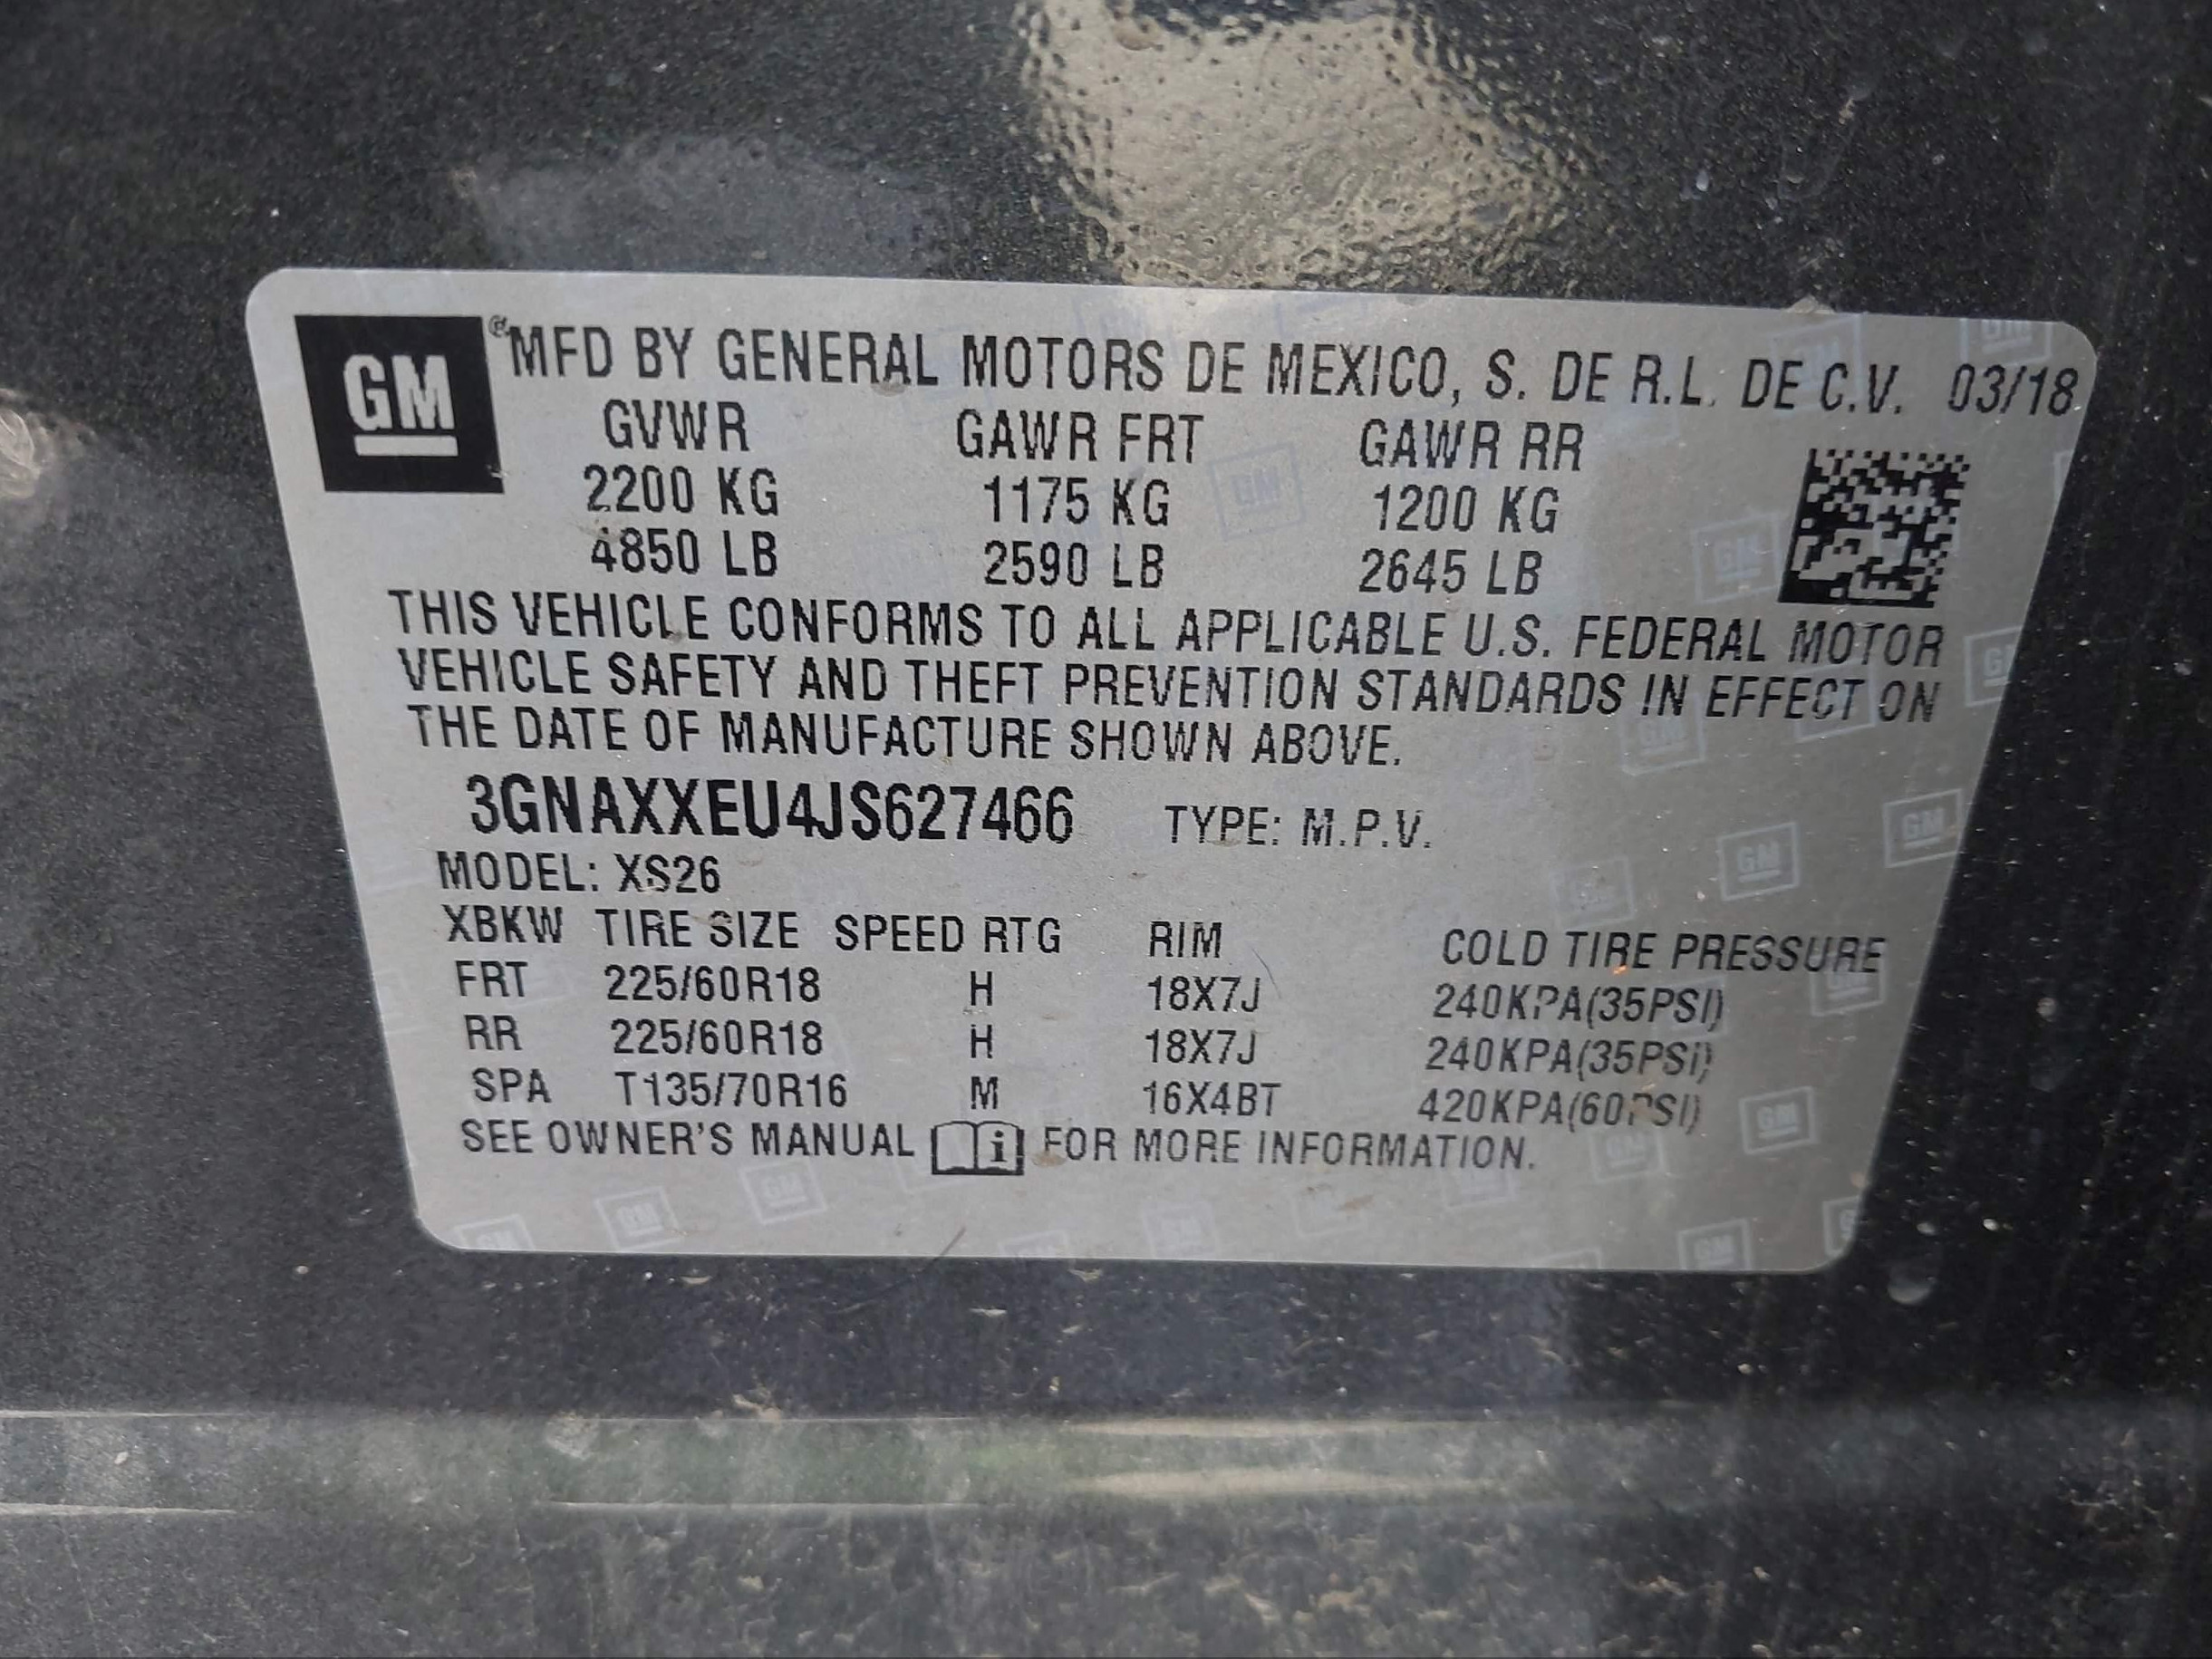 GM ® MFD BY GENERAL MOTORS DE MEXICO, S. DE R.L. DE C.V. 03/18
GVWR GAWR FRT GAWR RR
2200 KG 1175 KG 1200 KG
4850 LB 2590 LB 2645 LB
THIS VEHICLE CONFORMS TO ALL APPLICABLE U.S. FEDERAL MOTOR
VEHICLE SAFETY AND THEFT PREVENTION STANDARDS IN EFFECT ON
THE DATE OF MANUFACTURE SHOWN ABOVE.
3GNAXXEU4JS627466 TYPE: M.P.V.
MODEL: XS26
XBKW TIRE SIZE SPEED RTG RIM COLD TIRE PRESSURE
FRT 225/60R18 H 18X7J 240KPA(35PSI)
RR 225/60R18 H 18X7J 240KPA(35PSI)
SPA T135/70R16 M 16X4BT 420KPA(60PSI)
SEE OWNER'S MANUAL i FOR MORE INFORMATION.